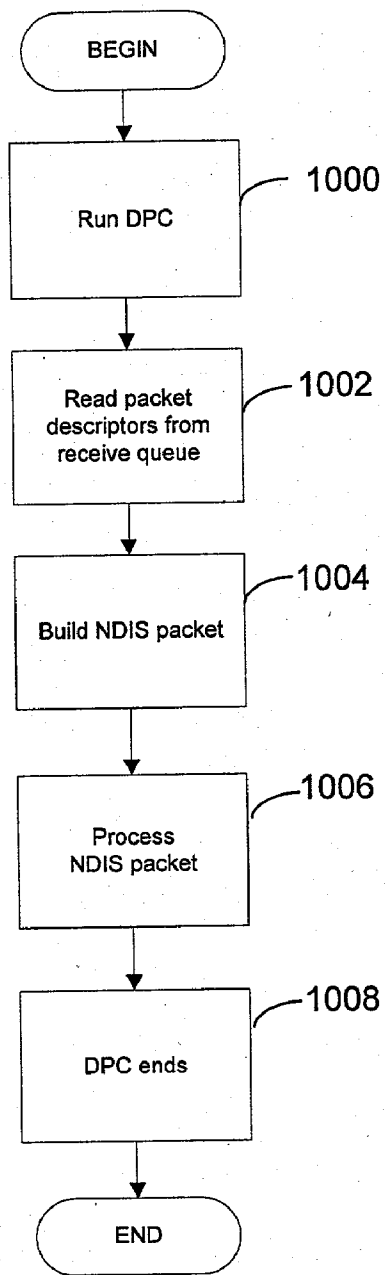 BEGIN
Run DPC
1000
Read packet
descriptors from
receive queue
1002
Build NDIS packet
1004
Process
NDIS packet
1006
DPC ends
1008
END